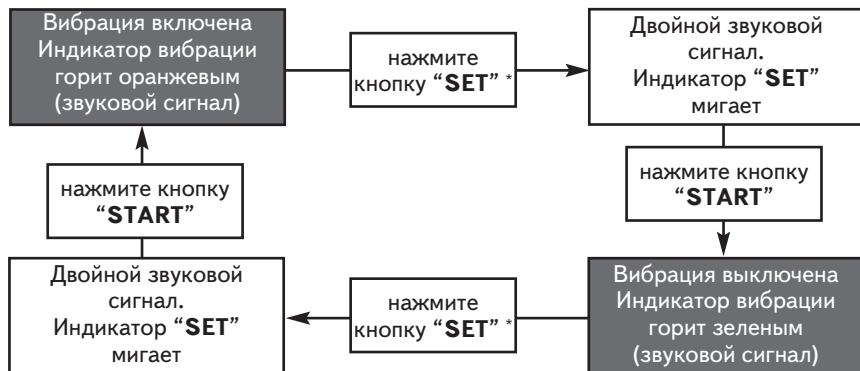 Вибрация включена
Индикатор вибрации
горит оранжевым
(звуковой сигнал)
нажмите
кнопку “SET” *
Двойной звуковой
сигнал.
Индикатор “SET”
мигает
нажмите кнопку
“START”
Вибрация выключена
Индикатор вибрации
горит зеленым
(звуковой сигнал)
нажмите
кнопку “SET” *
Двойной звуковой
сигнал.
Индикатор “SET”
мигает
нажмите кнопку
“START”